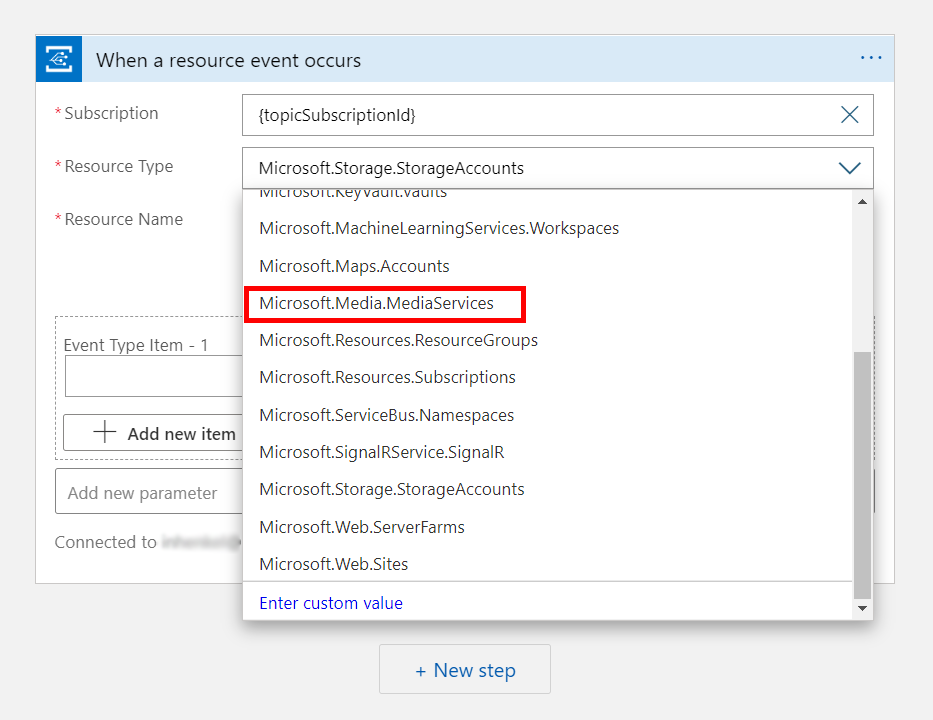 When a resource event occurs
* Subscription
{topicSubscriptionId}
* Resource Type
Microsoft.Storage.StorageAccounts
* Resource Name
Microsoft.KeyVault.vaults
Microsoft.MachineLearningServices.Workspaces
Microsoft.Maps.Accounts
Microsoft.Media.MediaServices
Microsoft.Resources.ResourceGroups
Microsoft.Resources.Subscriptions
Microsoft.ServiceBus.Namespaces
Microsoft.SignalRService.SignalR
Microsoft.Storage.StorageAccounts
Microsoft.Web.ServerFarms
Microsoft.Web.Sites
Enter custom value
Event Type Item - 1
Add new item
Add new parameter
Connected to
+ New step